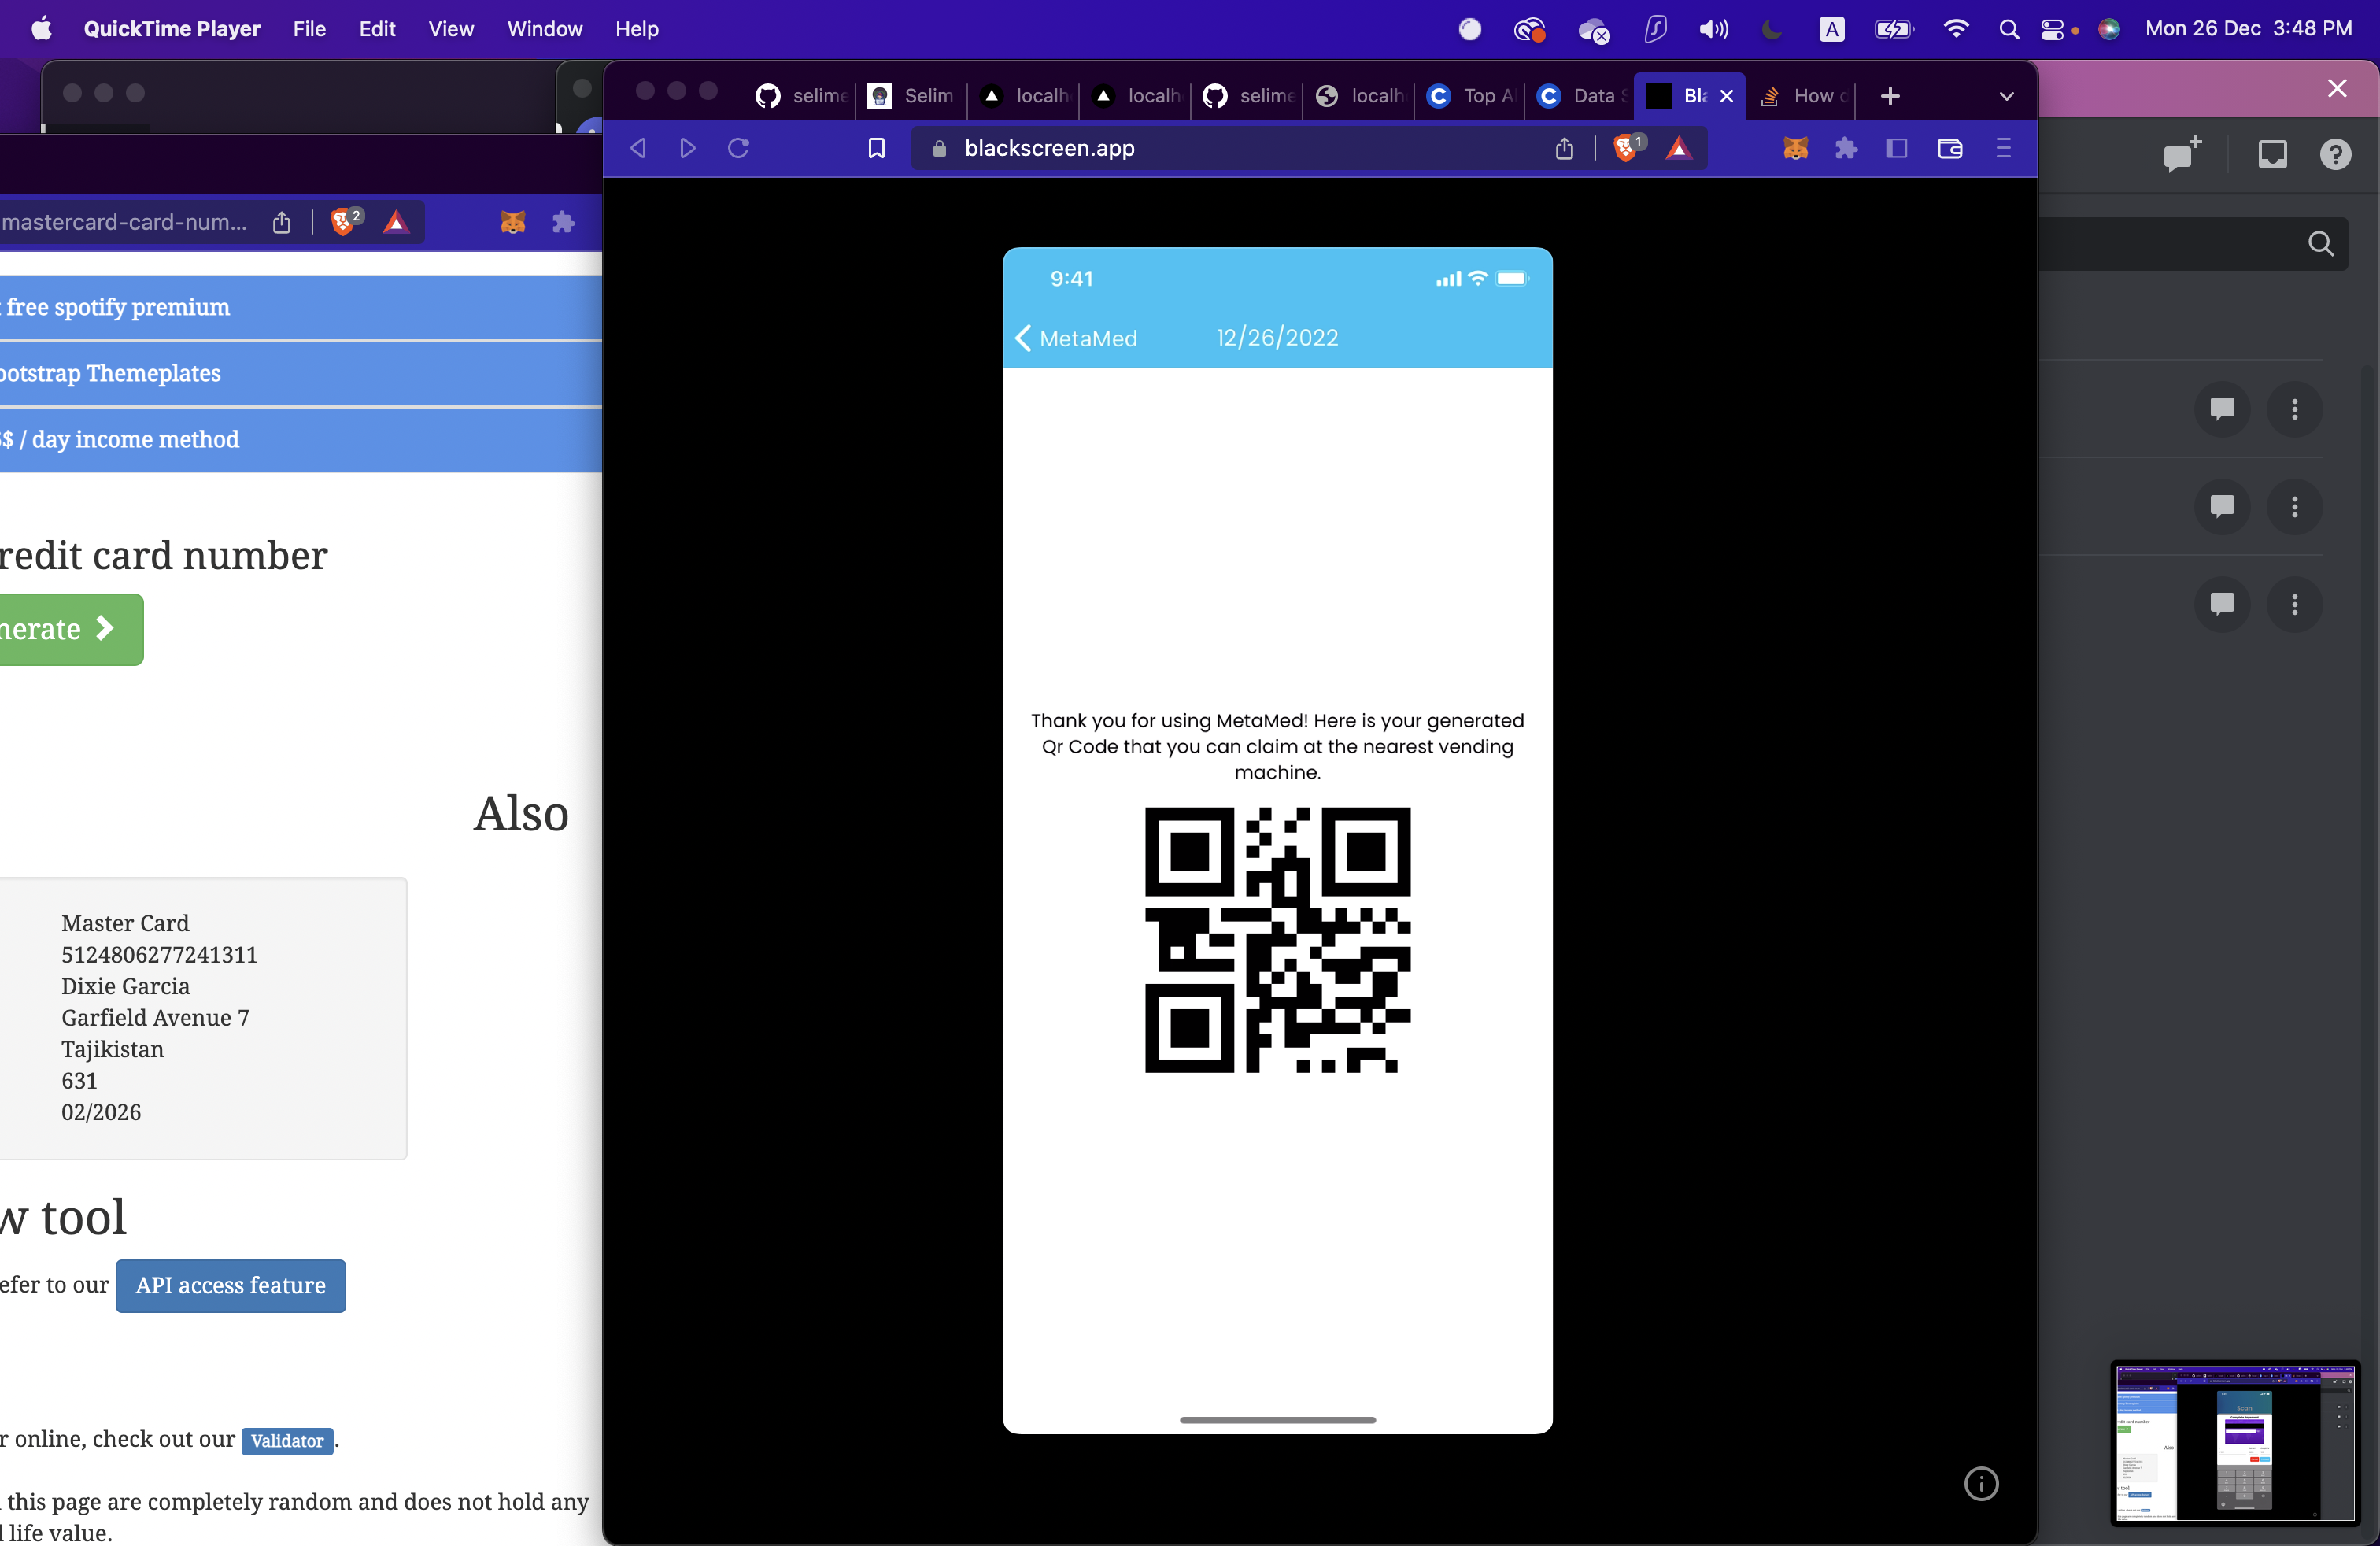 QuickTime Player File Edit View Window Help
A
Mon 26 Dec 3:48 PM
selime
Selim
localh
localh
selime
localh
Top A
Data S
Bla
How c
blackscreen.app
1
mastercard-card-num...
2
free spotify premium
ootstrap Themeplates
$ / day income method
redit card number
nerate
Also
Master Card
5124806277241311
Dixie Garcia
Garfield Avenue 7
Tajikistan
631
02/2026
w tool
efer to our API access feature
r online, check out our Validator .
this page are completely random and does not hold any
l life value.
9:41
MetaMed
12/26/2022
Thank you for using MetaMed! Here is your generated
Qr Code that you can claim at the nearest vending
machine.
Scan